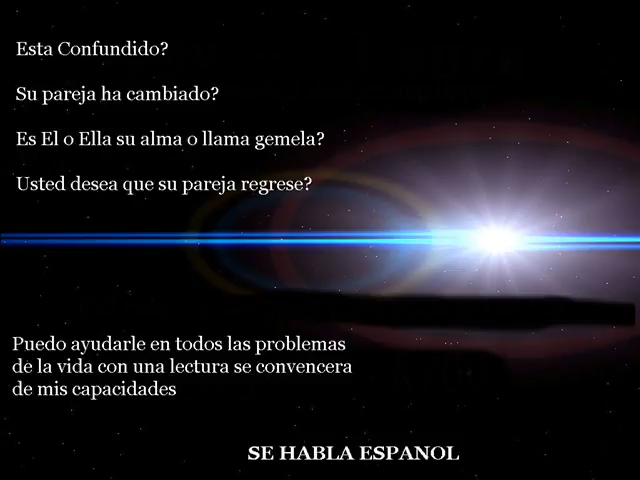 Esta Confundido?
Su pareja ha cambiado?
Es El o Ella su alma o llama gemela?
Usted desea que su pareja regrese?
Puedo ayudarle en todos las problemas
de la vida con una lectura se convencera
de mis capacidades
SE HABLA ESPANOL